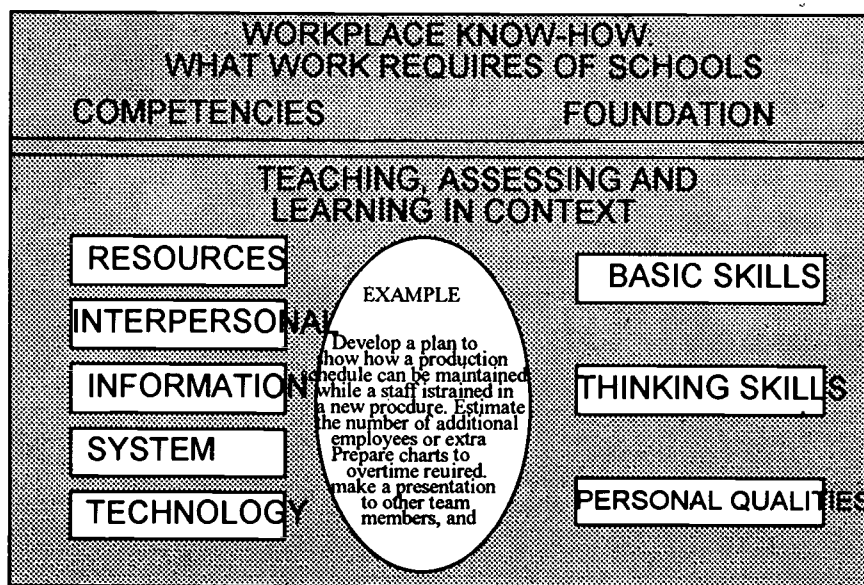 WORKPLACE KNOW-HOW:
WHAT WORK REQUIRES OF SCHOOLS
COMPETENCIES
FOUNDATION
TEACHING, ASSESSING AND
LEARNING IN CONTEXT
RESOURCES
INTERPERSONAL
INFORMATION
SYSTEM
TECHNOLOGY
EXAMPLE
Develop a plan to
show how a production
schedule can be maintained
while a staff istrained in
a new procdure. Estimate
the number of additional
employees or extra
Prepare charts to
overtime reuired.
make a presentation
to other team
members, and
BASIC SKILLS
THINKING SKILLS
PERSONAL QUALITIES